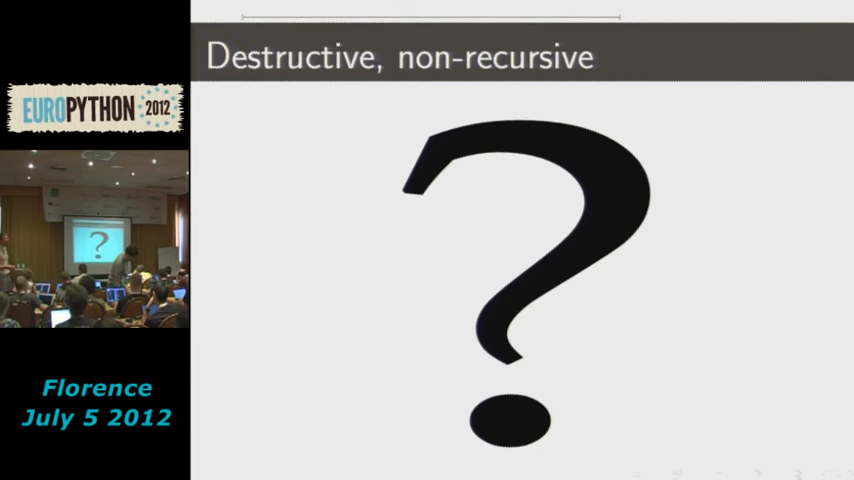 Destructive, non-recursive
?
EUROPYTHON 2012
Florence
July 5 2012